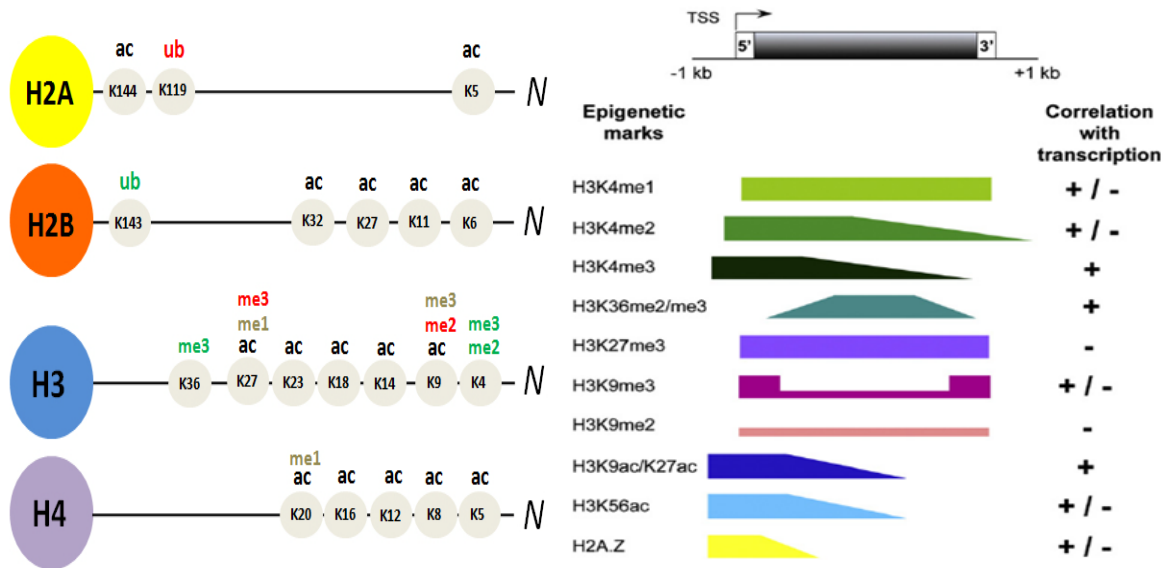 ac ub ac
H2A K144 K119 K5 N
ub ac ac ac ac
H2B K143 K32 K27 K11 K6 N
me3 me3 me3
me3 me1 me2 me2
ac ac ac ac ac
H3 K36 K27 K23 K18 K14 K9 K4 N
me1
ac ac ac ac ac
H4 K20 K16 K12 K8 K5 N
TSS
5' 3'
-1 kb +1 kb
Epigenetic
marks
Correlation
with
transcription
H3K4me1 + / -
H3K4me2 + / -
H3K4me3 +
H3K36me2/me3 +
H3K27me3 -
H3K9me3 + / -
H3K9me2 -
H3K9ac/K27ac +
H3K56ac + / -
H2A.Z + / -